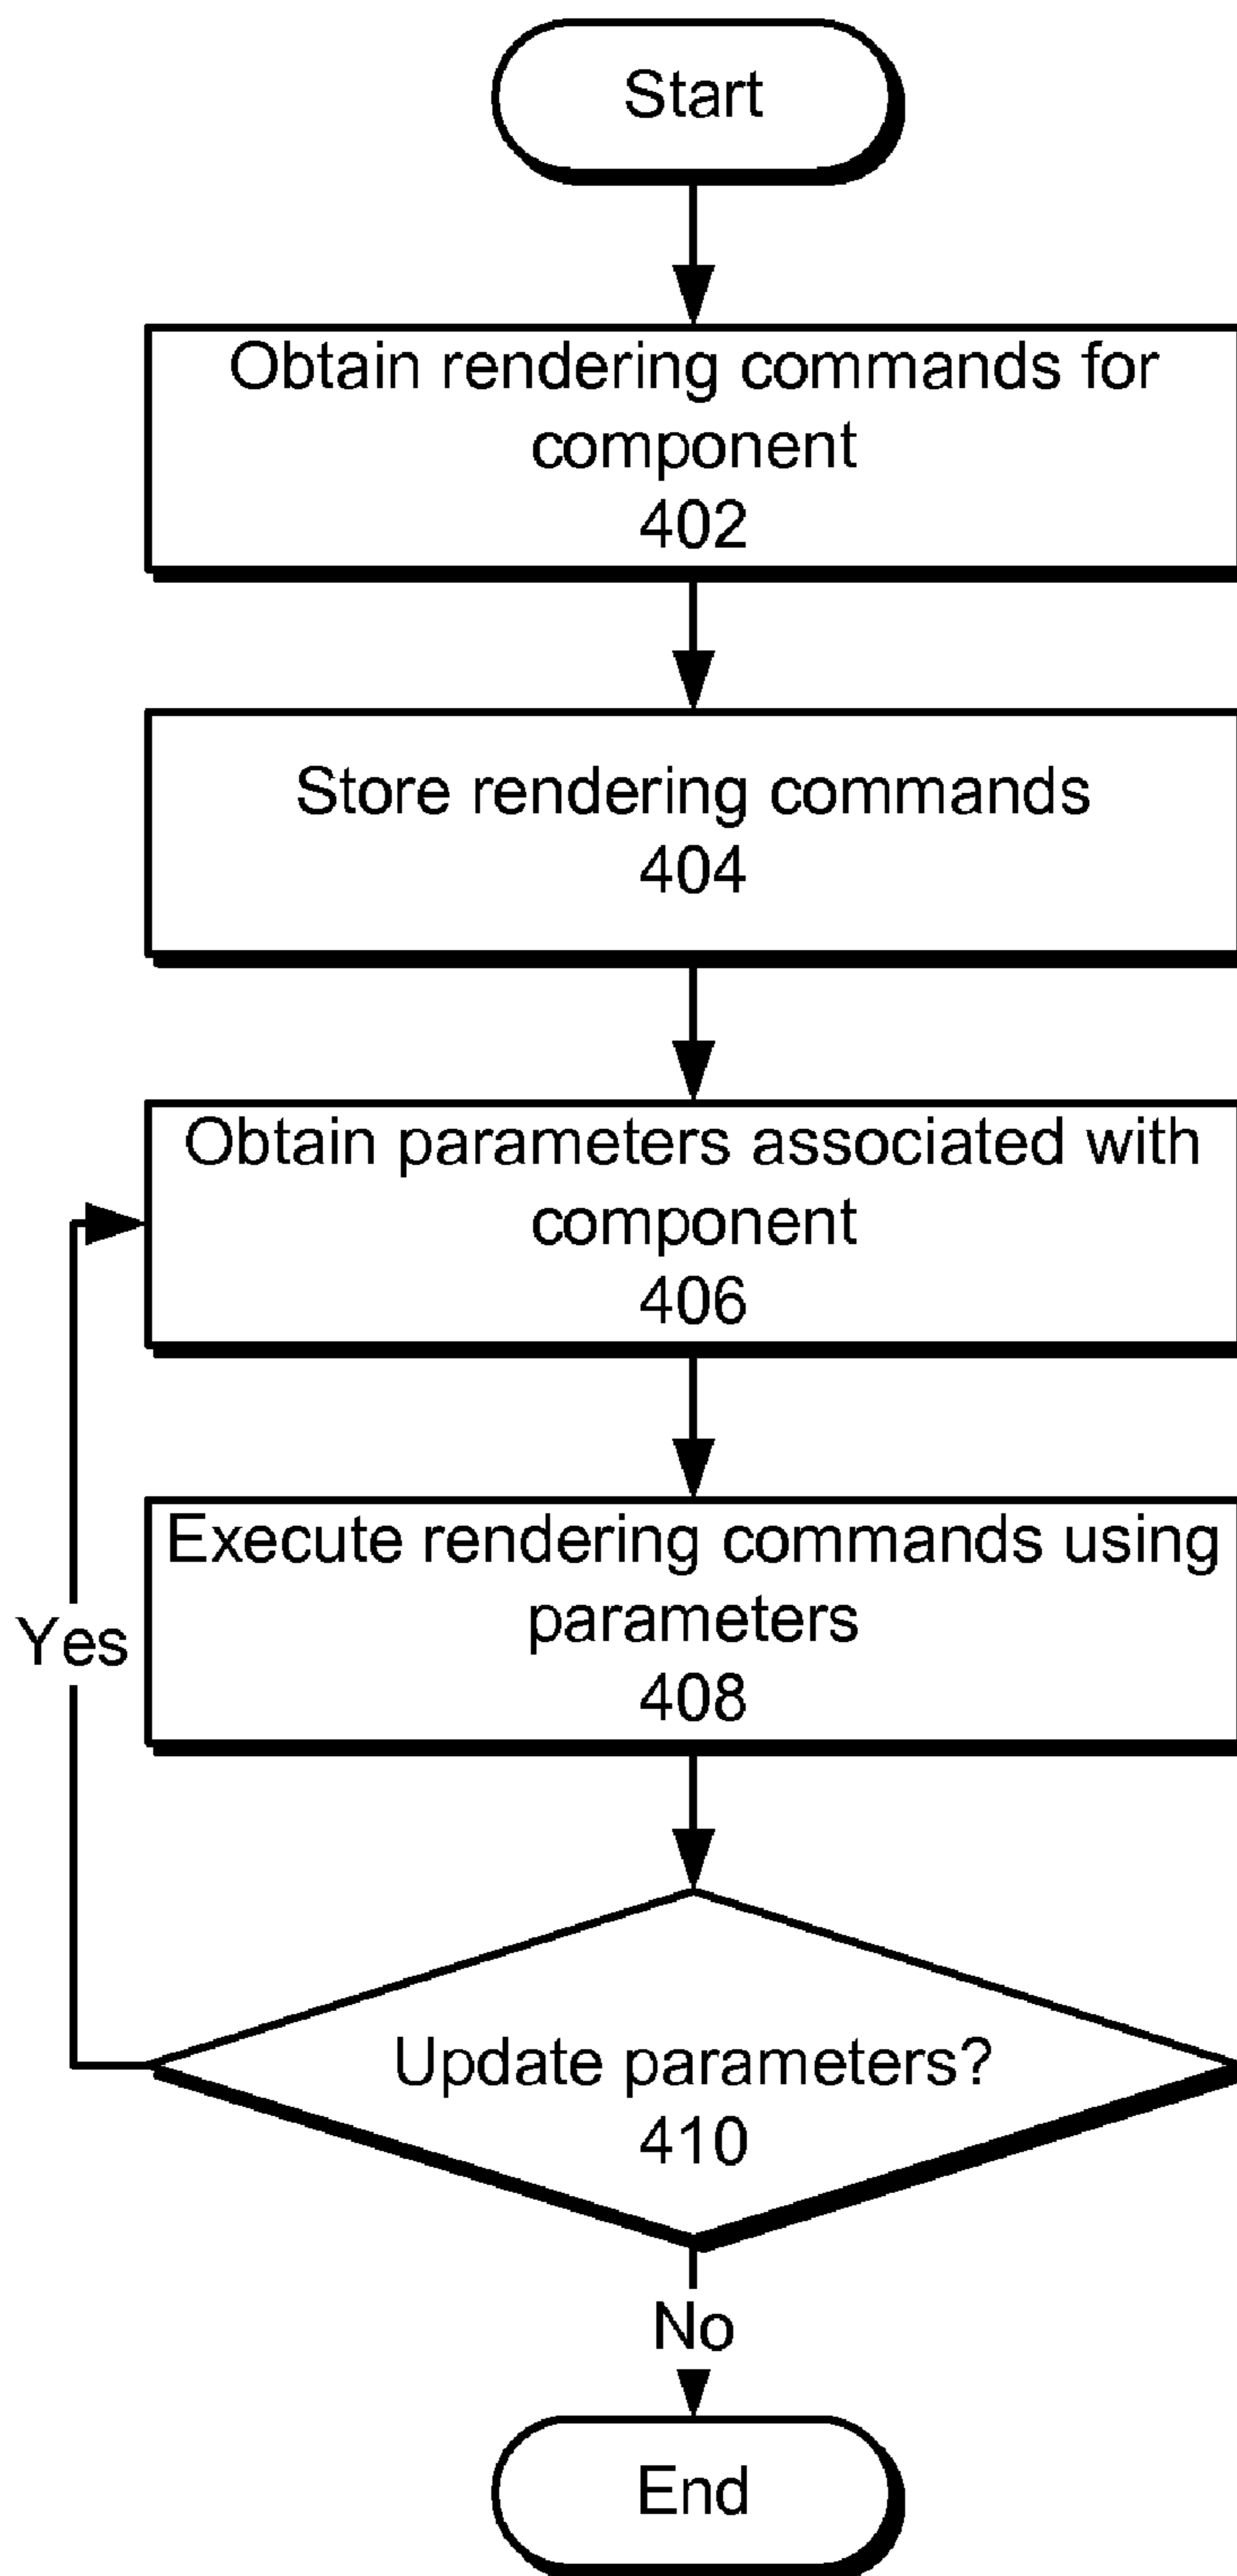 Start
Obtain rendering commands for
component
402
Store rendering commands
404
Obtain parameters associated with
component
406
Execute rendering commands using
parameters
408
Yes
Update parameters?
410
No
End